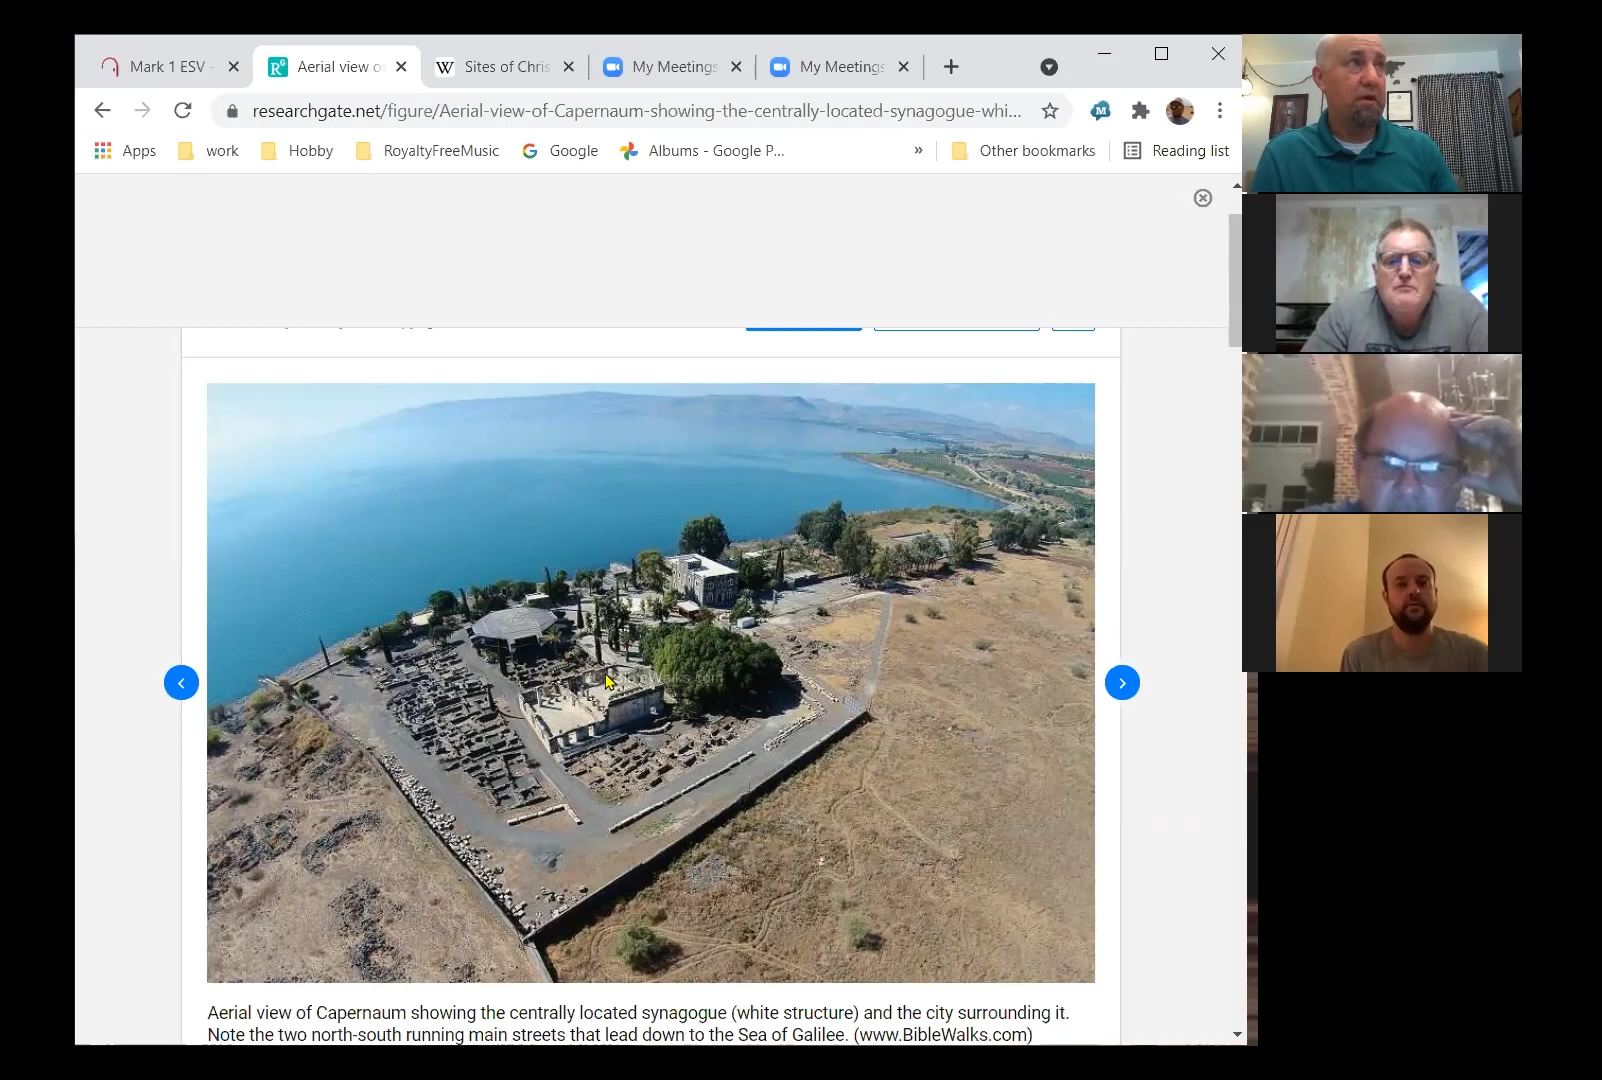 Mark 1 ESV -
Aerial view o
Sites of Chris
My Meetings
My Meetings
researchgate.net/figure/Aerial-view-of-Capernaum-showing-the-centrally-located-synagogue-whi...
Apps
work
Hobby
RoyaltyFreeMusic
Google
Albums - Google P...
»
Other bookmarks
Reading list
Aerial view of Capernaum showing the centrally located synagogue (white structure) and the city surrounding it.
Note the two north-south running main streets that lead down to the Sea of Galilee. (www.BibleWalks.com)